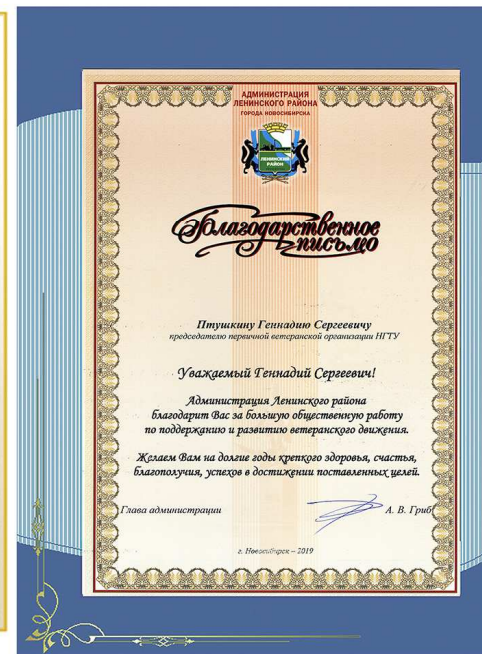 АДМИНИСТРАЦИЯ
ЛЕНИНСКОГО РАЙОНА
ГОРОДА НОВОСИБИРСКА
ЛЕНИНСКИЙ
РАЙОН
Благодарственное
письмо
Птушкину Геннадию Сергеевичу
председателю первичной ветеранской организации НГТУ
Уважаемый Геннадий Сергеевич!
Администрация Ленинского района
благодарит Вас за большую общественную работу
по поддержанию и развитию ветеранского движения.
Желаем Вам на долгие годы крепкого здоровья, счастья,
благополучия, успехов в достижении поставленных целей.
Глава администрации А. В. Гриб
г. Новосибирск – 2019